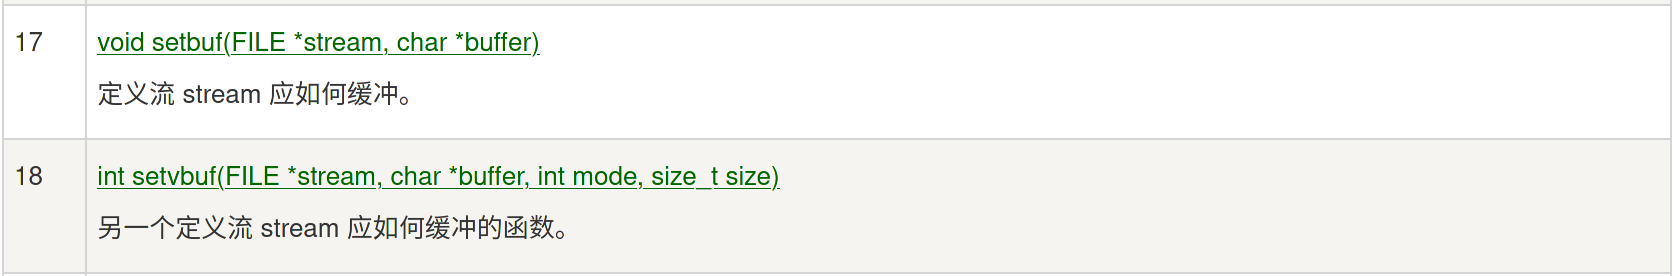 17
void setbuf(FILE *stream, char *buffer)
定义流 stream 应如何缓冲。
18
int setvbuf(FILE *stream, char *buffer, int mode, size_t size)
另一个定义流 stream 应如何缓冲的函数。